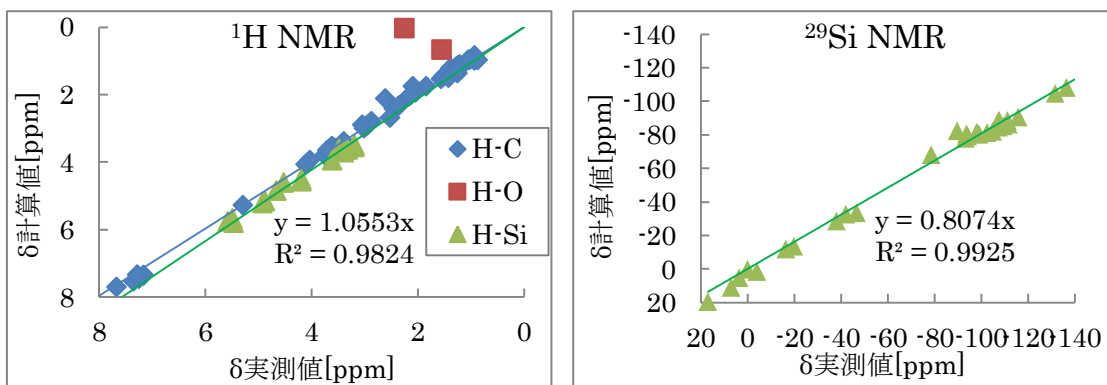 ¹H NMR
0
2
4
6
8
δ計算値[ppm]
H-C
H-O
H-Si
y = 1.0553x
R² = 0.9824
8 6 4 2 0
δ実測値[ppm]
²⁹Si NMR
-140
-120
-100
-80
-60
-40
-20
0
20
δ計算値[ppm]
y = 0.8074x
R² = 0.9925
20 0 -20 -40 -60 -80 -100 -120 -140
δ実測値[ppm]